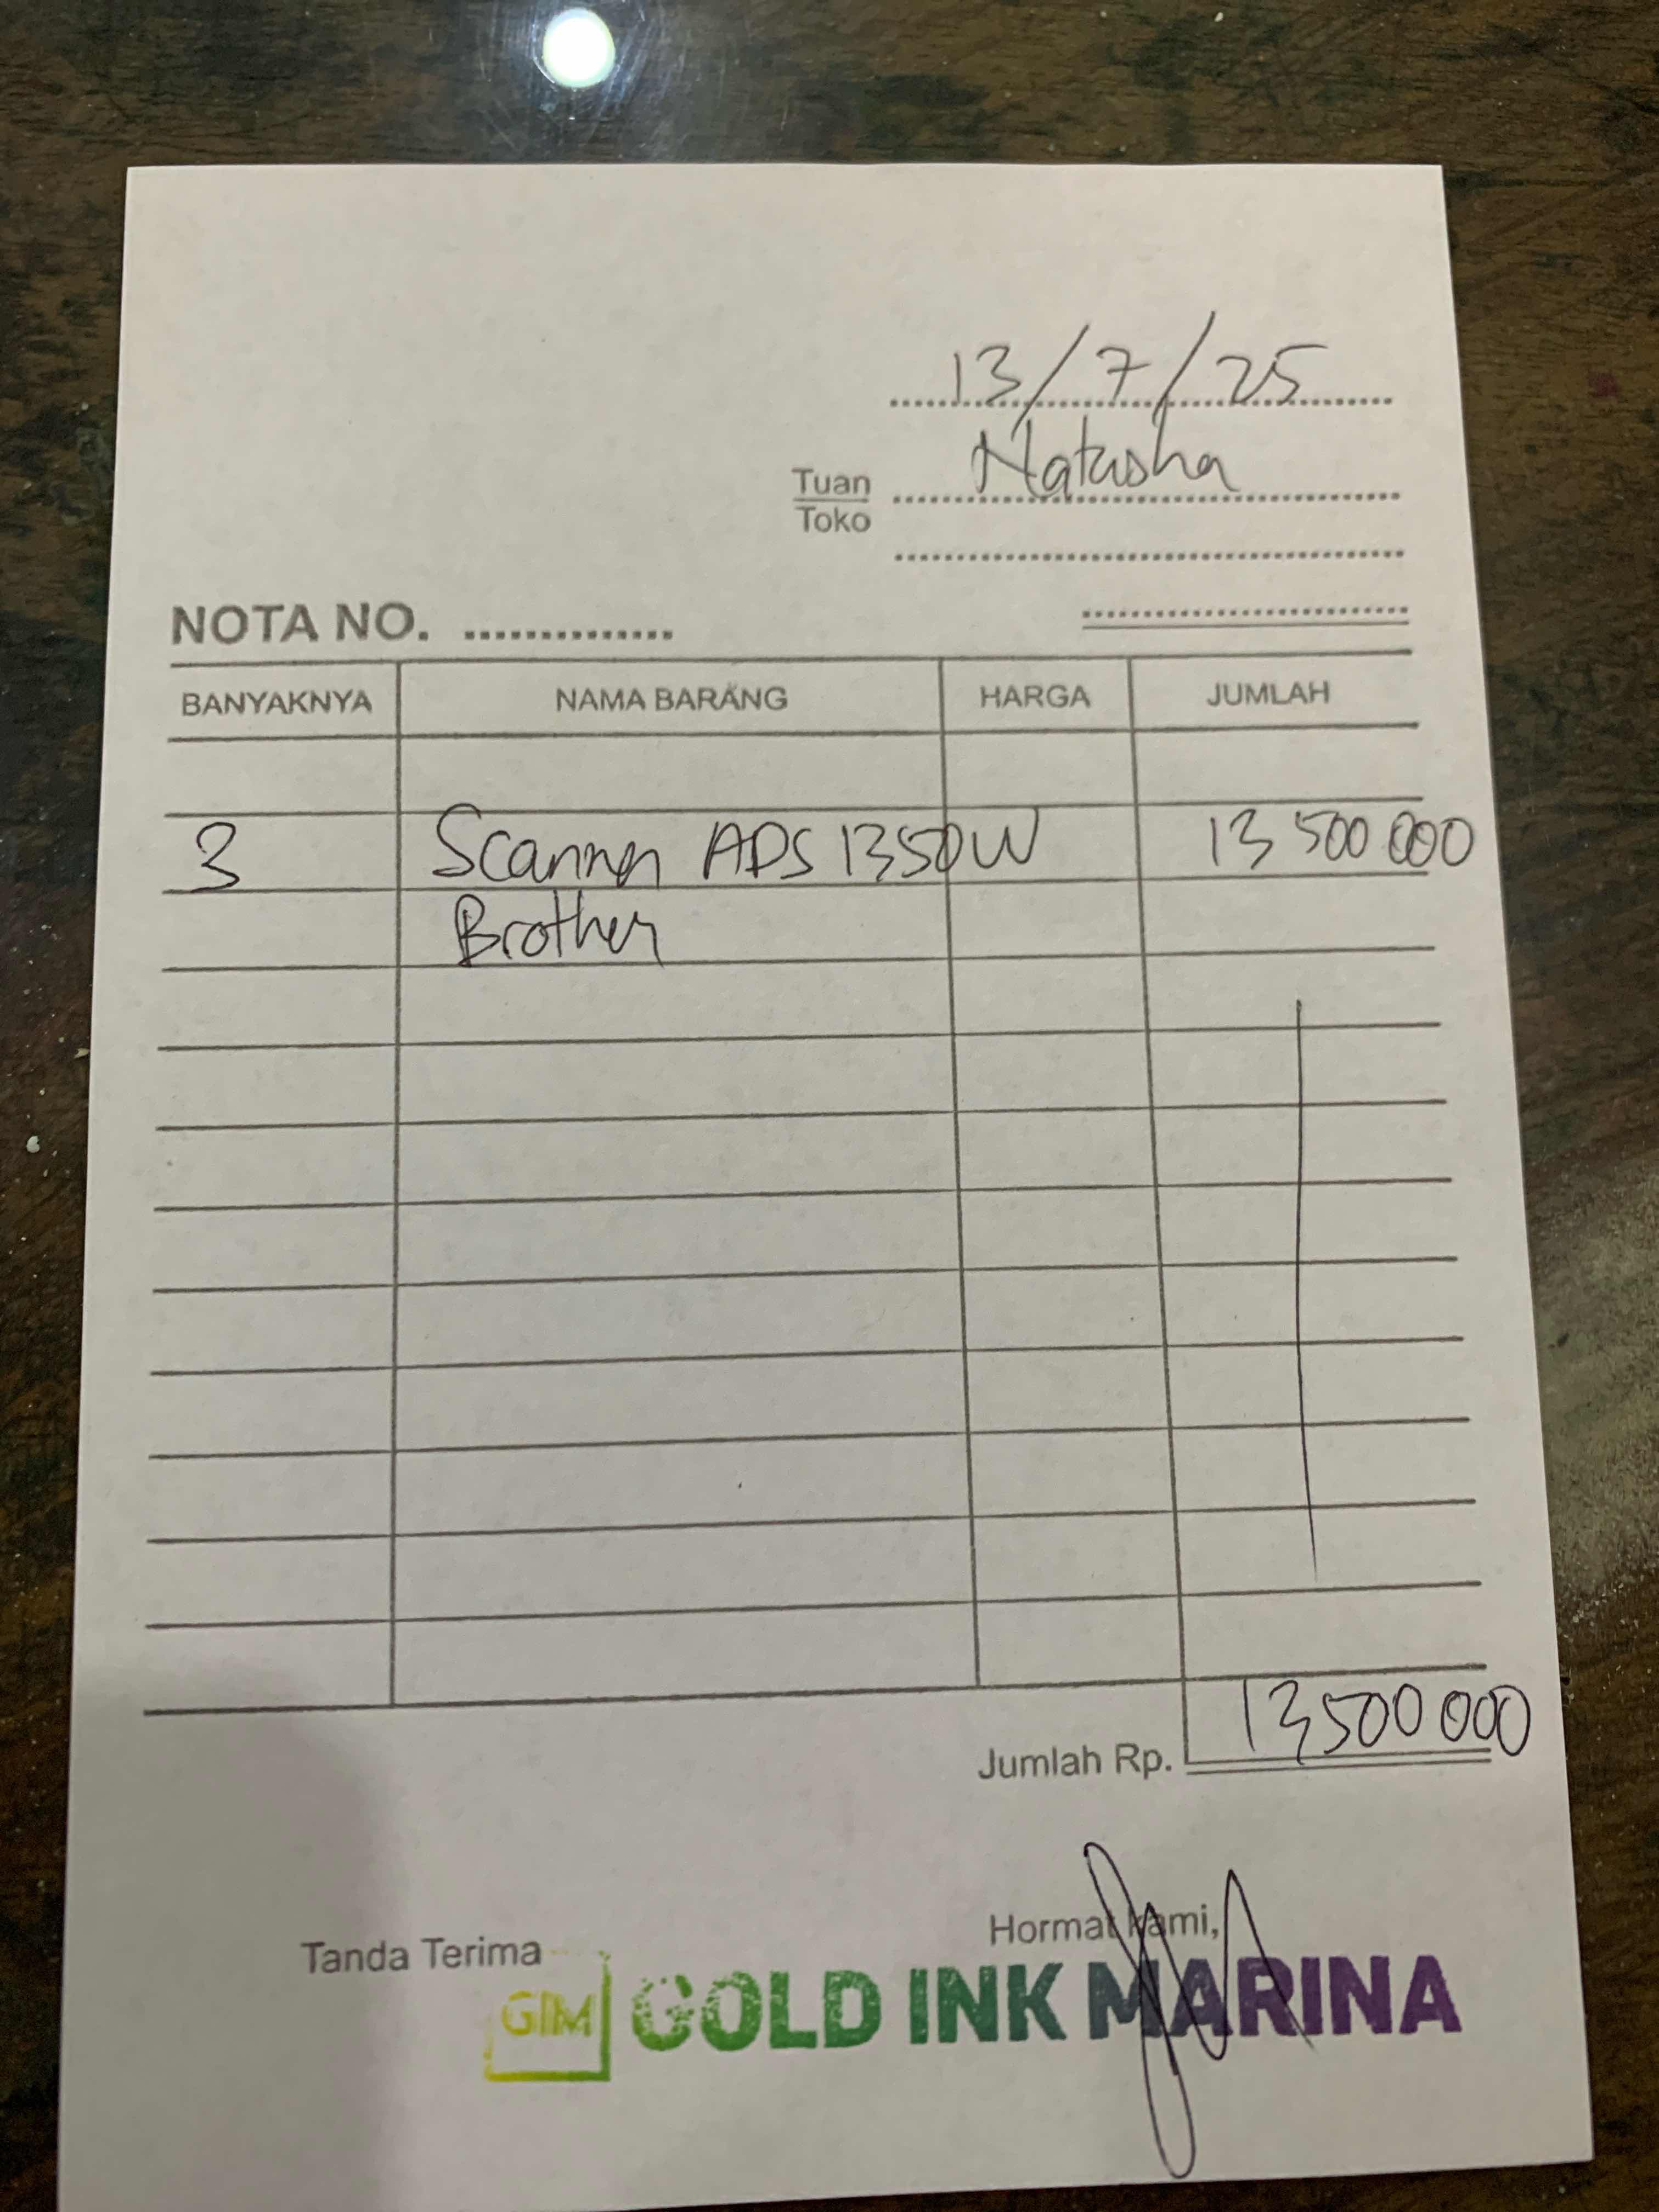 13/7/25
Tuan Natasha
Toko
NOTA NO. ..............
BANYAKNYA NAMA BARANG HARGA JUMLAH
3 Scanner ADS 1350W 13 500 000
Brother
Jumlah Rp. 13500 000
Tanda Terima Hormat kami,
GIM GOLD INK MARINA